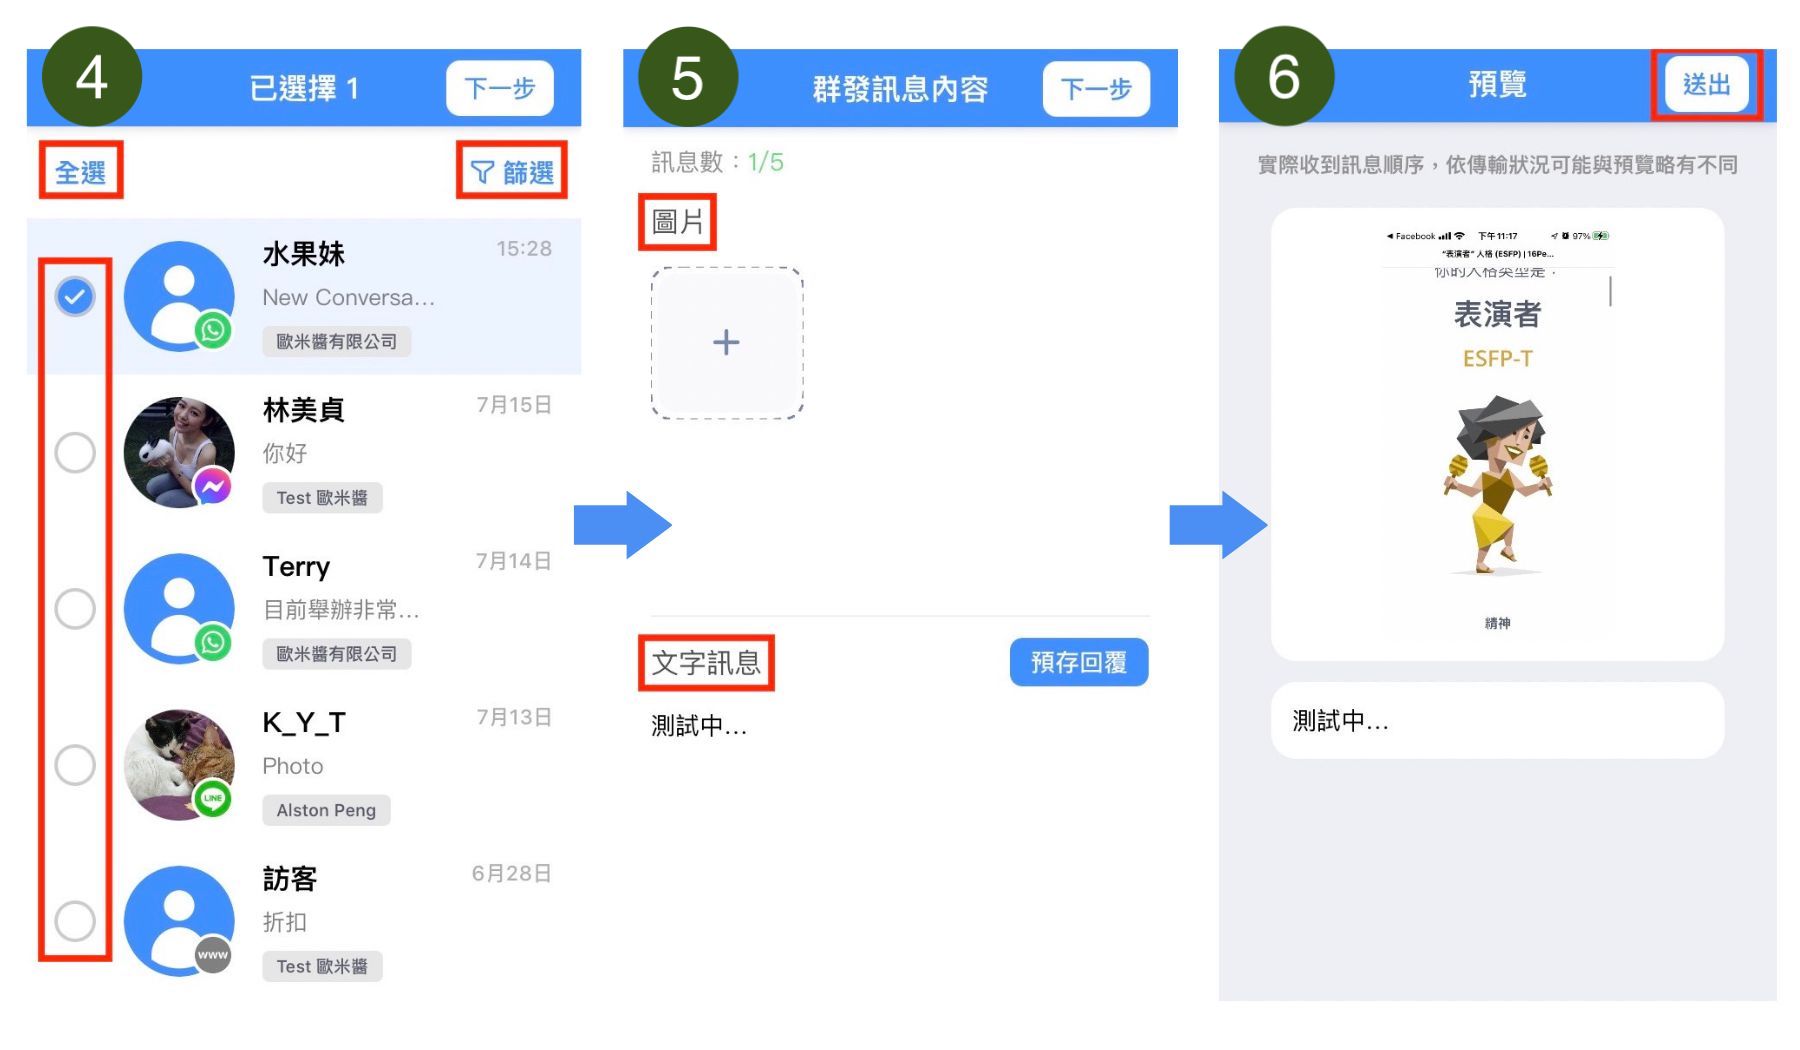 4
已選擇 1
下一步
全選
篩選
水果妹
15:28
New Conversa...
歐米醬有限公司
林美貞
7月15日
你好
Test 歐米醬
Terry
7月14日
目前舉辦非常...
歐米醬有限公司
K_Y_T
7月13日
Photo
LINE
Alston Peng
訪客
6月28日
折扣
www
Test 歐米醬
5
群發訊息內容
下一步
訊息數：1/5
圖片
+
文字訊息
預存回覆
測試中...
6
預覽
送出
實際收到訊息順序，依傳輸狀況可能與預覽略有不同
Facebook 下午11:17 97%
“表演者” 人格 (ESFP) | 16Pe...
你的人格类型是：
表演者
ESFP-T
精神
測試中...